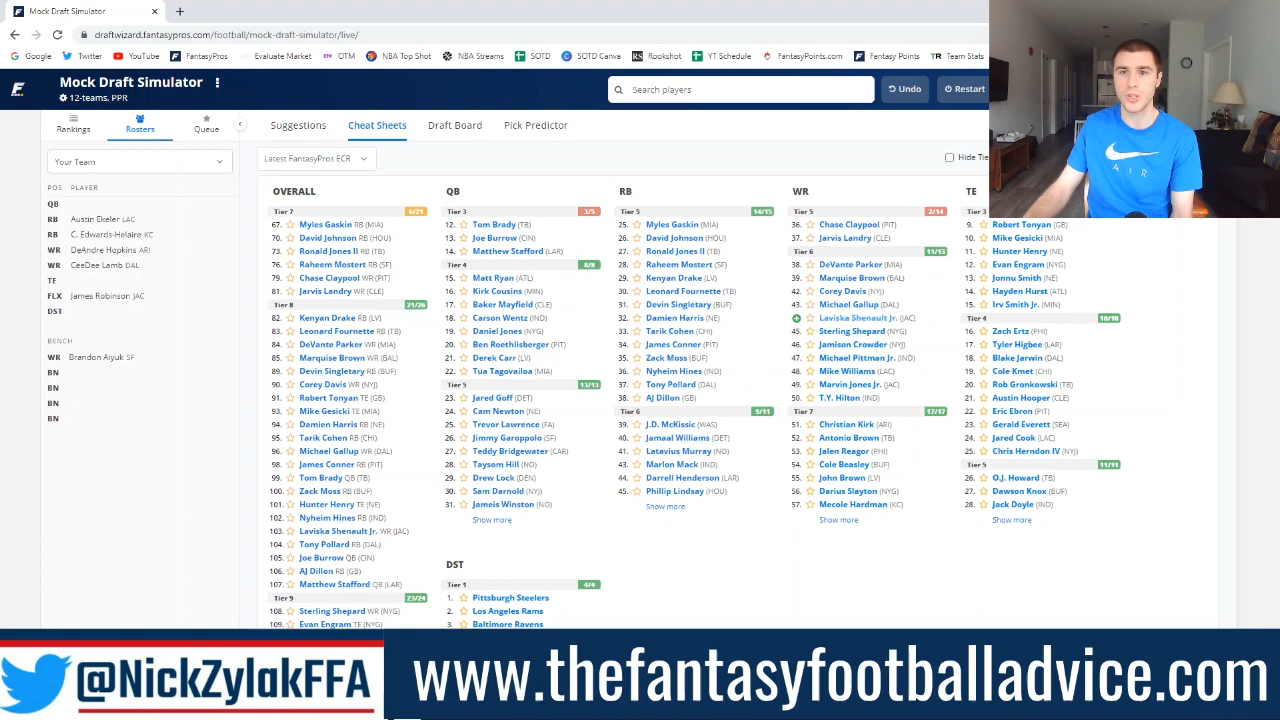 Mock Draft Simulator
draftwizard.fantasypros.com/football/mock-draft-simulator/live/
Google Twitter YouTube FantasyPros Evaluate Market OTM NBA Top Shot NBA Streams SOTD SOTD Canva Rookshot YT Schedule FantasyPoints.com Fantasy Points Team Stats
Mock Draft Simulator
12-teams, PPR
Search players
Undo
Restart
Rankings Rosters Queue
Suggestions Cheat Sheets Draft Board Pick Predictor
Your Team
POS PLAYER
QB
RB Austin Ekeler LAC
RB C. Edwards-Helaire KC
WR DeAndre Hopkins ARI
WR CeeDee Lamb DAL
TE
FLX James Robinson JAC
DST
BENCH
WR Brandon Aiyuk SF
BN
BN
BN
BN
Latest FantasyPros ECR
Hide Tie
OVERALL
Tier 7 6/21
67. Myles Gaskin RB (MIA)
70. David Johnson RB (HOU)
73. Ronald Jones II RB (TB)
76. Raheem Mostert RB (SF)
79. Chase Claypool WR (PIT)
81. Jarvis Landry WR (CLE)
Tier 8 21/26
82. Kenyan Drake RB (LV)
83. Leonard Fournette RB (TB)
84. DeVante Parker WR (MIA)
85. Marquise Brown WR (BAL)
89. Devin Singletary RB (BUF)
90. Corey Davis WR (NYJ)
91. Robert Tonyan TE (GB)
93. Mike Gesicki TE (MIA)
94. Damien Harris RB (NE)
95. Tarik Cohen RB (CHI)
96. Michael Gallup WR (DAL)
98. James Conner RB (PIT)
99. Tom Brady QB (TB)
100. Zack Moss RB (BUF)
101. Hunter Henry TE (NE)
102. Nyheim Hines RB (IND)
103. Laviska Shenault Jr. WR (JAC)
104. Tony Pollard RB (DAL)
105. Joe Burrow QB (CIN)
106. AJ Dillon RB (GB)
107. Matthew Stafford QB (LAR)
Tier 9 23/24
108. Sterling Shepard WR (NYG)
109. Evan Engram TE (NYG)
QB
Tier 3 3/5
12. Tom Brady (TB)
13. Joe Burrow (CIN)
14. Matthew Stafford (LAR)
Tier 4 8/8
15. Matt Ryan (ATL)
16. Kirk Cousins (MIN)
17. Baker Mayfield (CLE)
18. Carson Wentz (IND)
19. Daniel Jones (NYG)
20. Ben Roethlisberger (PIT)
21. Derek Carr (LV)
22. Tua Tagovailoa (MIA)
Tier 5 13/13
23. Jared Goff (DET)
24. Cam Newton (NE)
25. Trevor Lawrence (FA)
26. Jimmy Garoppolo (SF)
27. Teddy Bridgewater (CAR)
28. Taysom Hill (NO)
29. Drew Lock (DEN)
30. Sam Darnold (NYJ)
31. Jameis Winston (NO)
Show more
DST
Tier 1 4/4
1. Pittsburgh Steelers
2. Los Angeles Rams
3. Baltimore Ravens
RB
Tier 5 14/15
25. Myles Gaskin (MIA)
26. David Johnson (HOU)
27. Ronald Jones II (TB)
28. Raheem Mostert (SF)
29. Kenyan Drake (LV)
30. Leonard Fournette (TB)
31. Devin Singletary (BUF)
32. Damien Harris (NE)
33. Tarik Cohen (CHI)
34. James Conner (PIT)
35. Zack Moss (BUF)
36. Nyheim Hines (IND)
37. Tony Pollard (DAL)
38. AJ Dillon (GB)
Tier 6 9/11
39. J.D. McKissic (WAS)
40. Jamaal Williams (DET)
41. Latavius Murray (NO)
43. Marlon Mack (IND)
44. Darrell Henderson (LAR)
45. Phillip Lindsay (HOU)
Show more
WR
Tier 5 2/14
36. Chase Claypool (PIT)
37. Jarvis Landry (CLE)
Tier 6 11/13
38. DeVante Parker (MIA)
39. Marquise Brown (BAL)
42. Corey Davis (NYJ)
43. Michael Gallup (DAL)
Laviska Shenault Jr. (JAC)
45. Sterling Shepard (NYG)
46. Jamison Crowder (NYJ)
47. Michael Pittman Jr. (IND)
48. Mike Williams (LAC)
49. Marvin Jones Jr. (JAC)
50. T.Y. Hilton (IND)
Tier 7 17/17
51. Christian Kirk (ARI)
52. Antonio Brown (TB)
53. Jalen Reagor (PHI)
54. Cole Beasley (BUF)
55. John Brown (LV)
56. Darius Slayton (NYG)
57. Mecole Hardman (KC)
Show more
TE
Tier 3
9. Robert Tonyan (GB)
10. Mike Gesicki (MIA)
11. Hunter Henry (NE)
12. Evan Engram (NYG)
13. Jonnu Smith (NE)
14. Hayden Hurst (ATL)
15. Irv Smith Jr. (MIN)
Tier 4 10/10
16. Zach Ertz (PHI)
17. Tyler Higbee (LAR)
18. Blake Jarwin (DAL)
19. Cole Kmet (CHI)
20. Rob Gronkowski (TB)
21. Austin Hooper (CLE)
22. Eric Ebron (PIT)
23. Gerald Everett (SEA)
24. Jared Cook (LAC)
25. Chris Herndon IV (NYJ)
Tier 5 11/11
26. O.J. Howard (TB)
27. Dawson Knox (BUF)
28. Jack Doyle (IND)
Show more
AIR
@NickZylakFFA
www.thefantasyfootballadvice.com